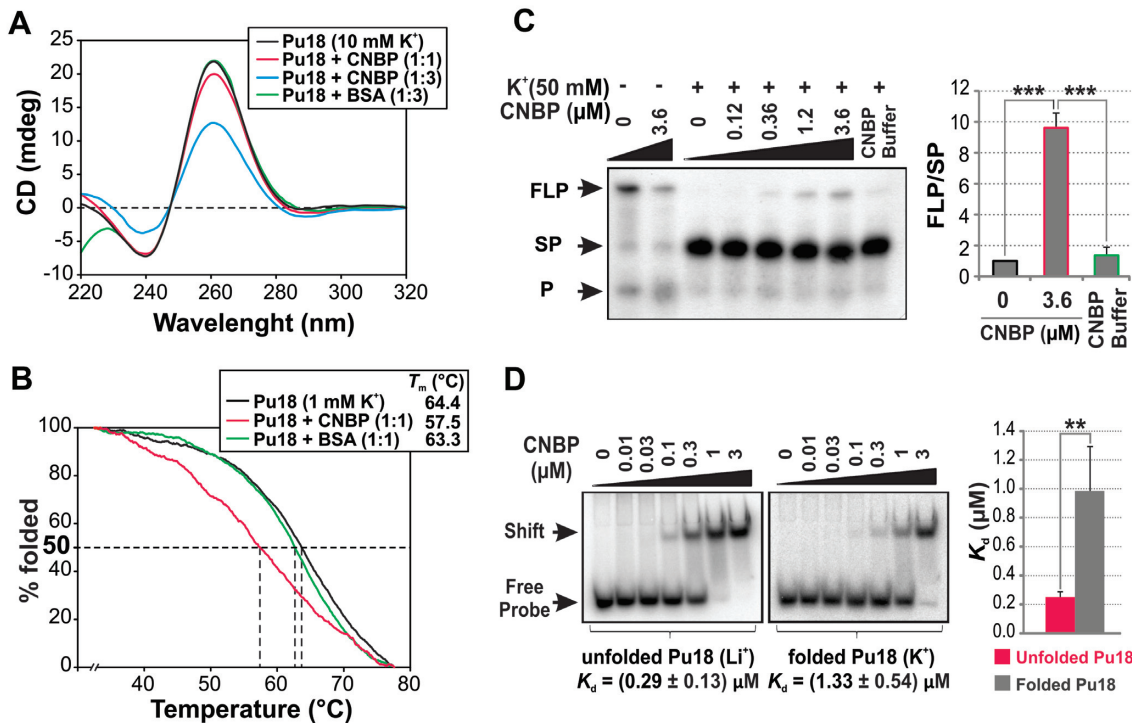 A
CD (mdeg)
25
20
15
10
5
0
-5
-10
220 240 260 280 300 320
Wavelenght (nm)
Pu18 (10 mM K⁺)
Pu18 + CNBP (1:1)
Pu18 + CNBP (1:3)
Pu18 + BSA (1:3)
B
% folded
100
80
60
50
40
20
0
40 50 60 70 80
Temperature (°C)
Tm (°C)
Pu18 (1 mM K⁺) 64.4
Pu18 + CNBP (1:1) 57.5
Pu18 + BSA (1:1) 63.3
C
K⁺(50 mM) - - + + + + + +
CNBP (µM) 0 3.6 0 0.12 0.36 1.2 3.6 CNBP Buffer
FLP
SP
P
FLP/SP
12
10
8
6
4
2
0
*** ***
0 3.6 CNBP Buffer
CNBP (µM)
D
CNBP (µM) 0 0.01 0.03 0.1 0.3 1 3 0 0.01 0.03 0.1 0.3 1 3
Shift
Free Probe
unfolded Pu18 (Li⁺)
Kd = (0.29 ± 0.13) µM
folded Pu18 (K⁺)
Kd = (1.33 ± 0.54) µM
Kd (µM)
1.4
1.2
1.0
0.8
0.6
0.4
0.2
0.0
**
Unfolded Pu18
Folded Pu18